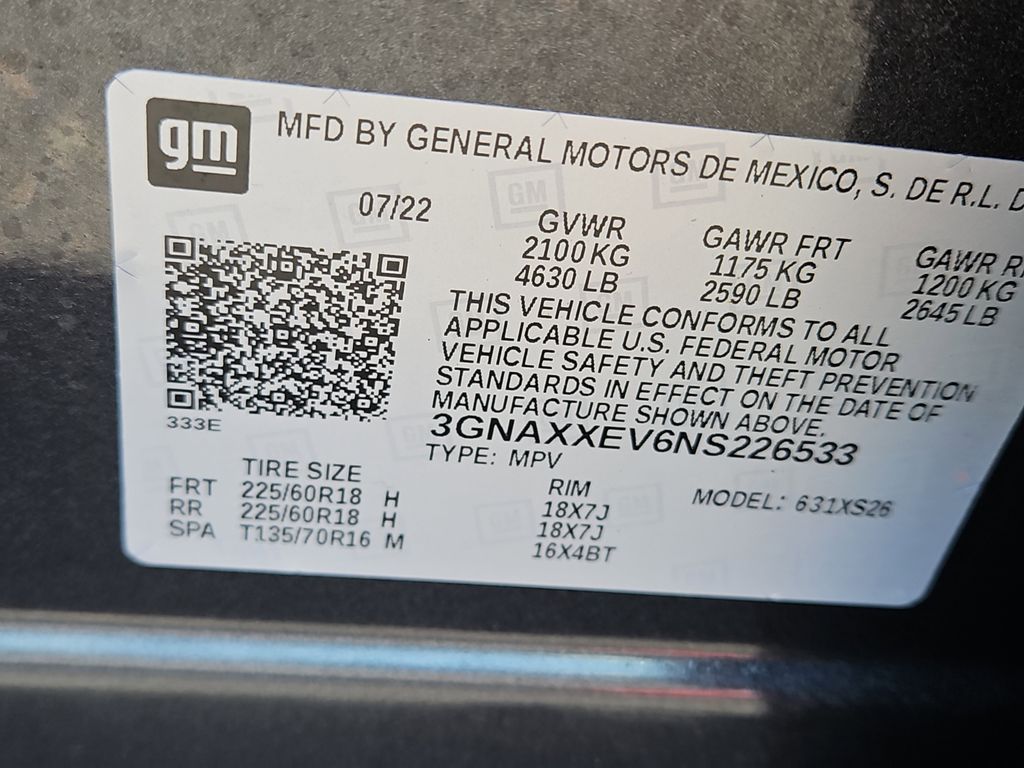 gm
MFD BY GENERAL MOTORS DE MEXICO, S. DE R.L. D
07/22
GVWR
2100 KG
4630 LB
GAWR FRT
1175 KG
2590 LB
GAWR R
1200 KG
2645 LB
THIS VEHICLE CONFORMS TO ALL
APPLICABLE U.S. FEDERAL MOTOR
VEHICLE SAFETY AND THEFT PREVENTION
STANDARDS IN EFFECT ON THE DATE OF
MANUFACTURE SHOWN ABOVE.
333E
3GNAXXEV6NS226533
TYPE: MPV
MODEL: 631XS26
TIRE SIZE RIM
FRT 225/60R18 H 18X7J
RR 225/60R18 H 18X7J
SPA T135/70R16 M 16X4BT